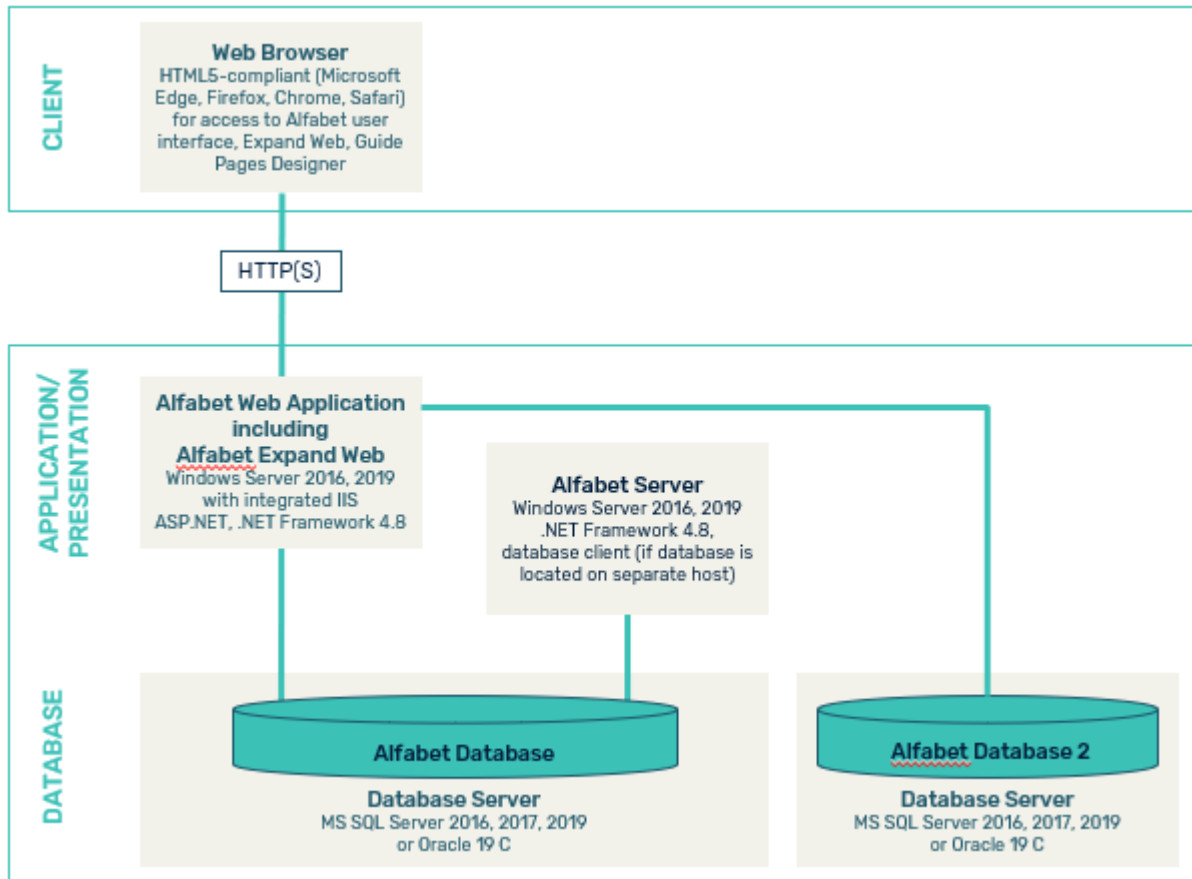 CLIENT
Web Browser
HTML5-compliant (Microsoft
Edge, Firefox, Chrome, Safari)
for access to Alfabet user
interface, Expand Web, Guide
Pages Designer
HTTP(S)
APPLICATION/
PRESENTATION
Alfabet Web Application
including
Alfabet Expand Web
Windows Server 2016, 2019
with integrated IIS
ASP.NET, .NET Framework 4.8
Alfabet Server
Windows Server 2016, 2019
.NET Framework 4.8,
database client (if database is
located on separate host)
DATABASE
Alfabet Database
Database Server
MS SQL Server 2016, 2017, 2019
or Oracle 19 C
Alfabet Database 2
Database Server
MS SQL Server 2016, 2017, 2019
or Oracle 19 C